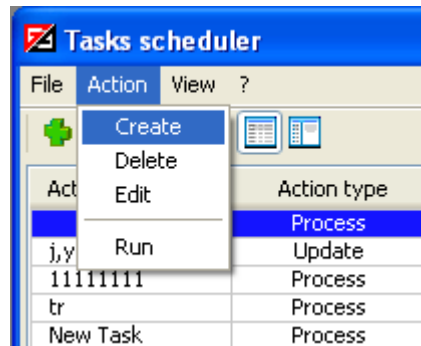 Tasks scheduler
File Action View ?
Create
Delete
Edit
Run
Act Action type
Process
j,y Update
11111111 Process
tr Process
New Task Process